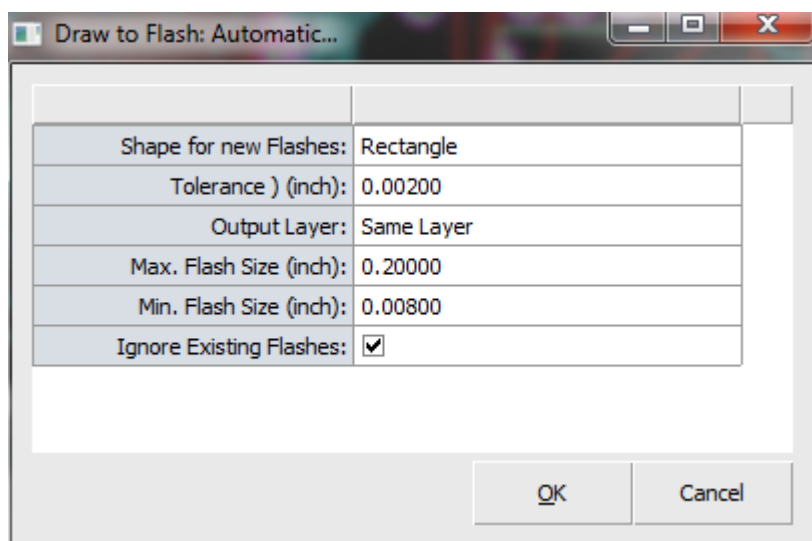 Draw to Flash: Automatic...
Shape for new Flashes: Rectangle
Tolerance ) (inch): 0.00200
Output Layer: Same Layer
Max. Flash Size (inch): 0.20000
Min. Flash Size (inch): 0.00800
Ignore Existing Flashes:
OK Cancel